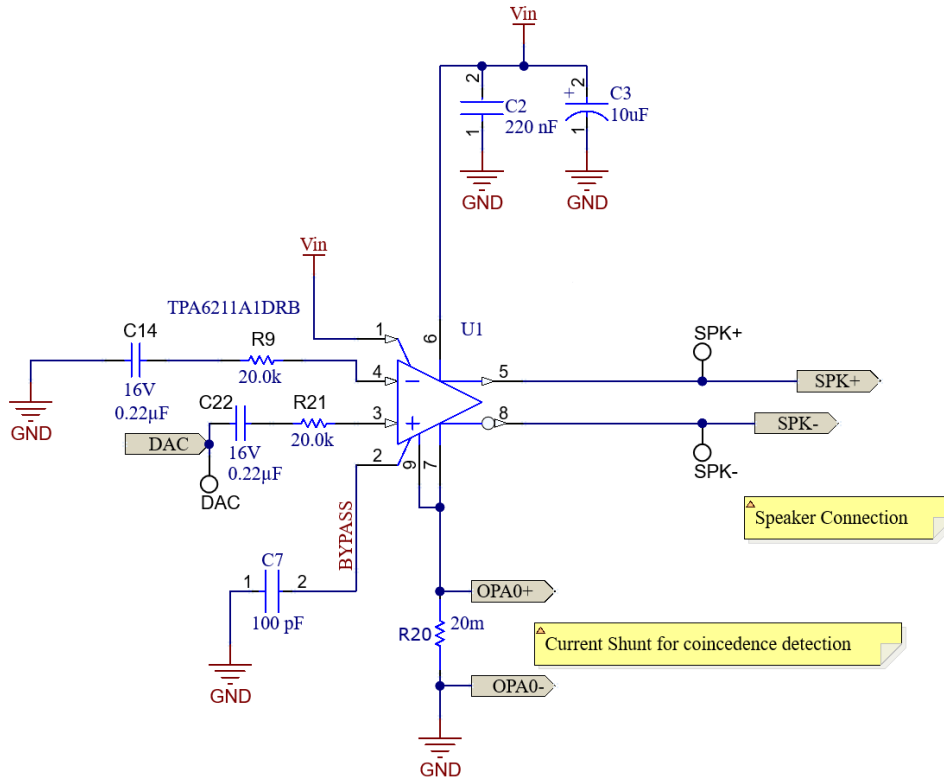 Vin
2
C2
220 nF
1
GND
+
2
C3
10uF
1
GND
Vin
TPA6211A1DRB
U1
1
6
C14
16V
0.22µF
R9
20.0k
4
−
5
SPK+
SPK+
GND
C22
16V
0.22µF
R21
20.0k
3
+
8
SPK-
SPK-
DAC
DAC
2
9
7
BYPASS
Speaker Connection
C7
1
2
100 pF
GND
OPA0+
R20
20m
Current Shunt for coincedence detection
OPA0-
GND